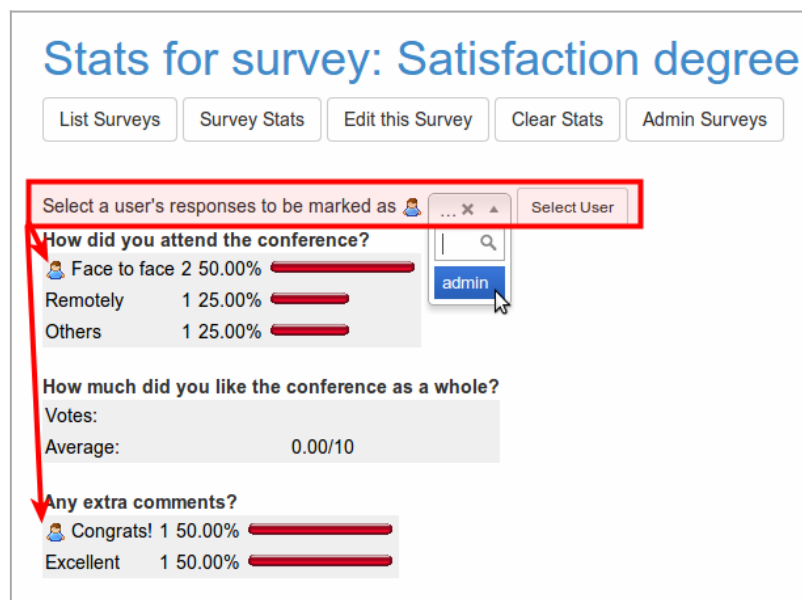 Stats for survey: Satisfaction degree
List Surveys Survey Stats Edit this Survey Clear Stats Admin Surveys
Select a user's responses to be marked as ... Select User
admin
How did you attend the conference?
Face to face 2 50.00%
Remotely 1 25.00%
Others 1 25.00%
How much did you like the conference as a whole?
Votes:
Average: 0.00/10
Any extra comments?
Congrats! 1 50.00%
Excellent 1 50.00%